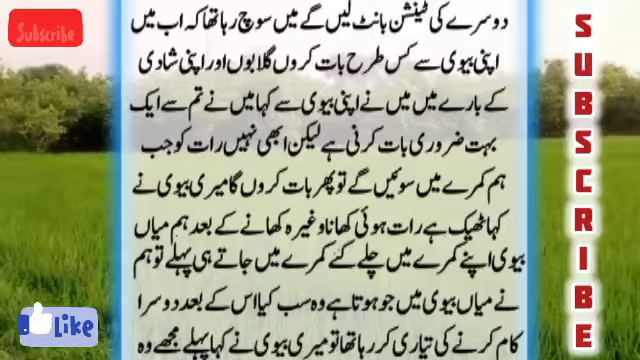 Subscribe
دوسرے کی ٹینشن بانٹ لیں گے میں سوچ رہا تھا کہ اب میں
اپنی بیوی سے کس طرح بات کروں گلابوں اور اپنی شادی
کے بارے میں میں نے اپنی بیوی سے کہا میں نے تم سے ایک
بہت ضروری بات کرنی ہے لیکن ابھی نہیں رات کو جب
ہم کمرے میں سوئیں گے تو پھر بات کروں گا میری بیوی نے
کہا ٹھیک ہے رات ہوئی کھانا وغیرہ کھانے کے بعد ہم میاں
بیوی اپنے کمرے میں چلے گئے کمرے میں جاتے ہی پہلے تو ہم
نے میاں بیوی میں جو ہوتا ہے وہ سب کیا اس کے بعد دوسرا
کام کرنے کی تیاری کر رہا تھا تو میری بیوی نے کہا پہلے مجھے وہ
Like
SUBSCRIBE